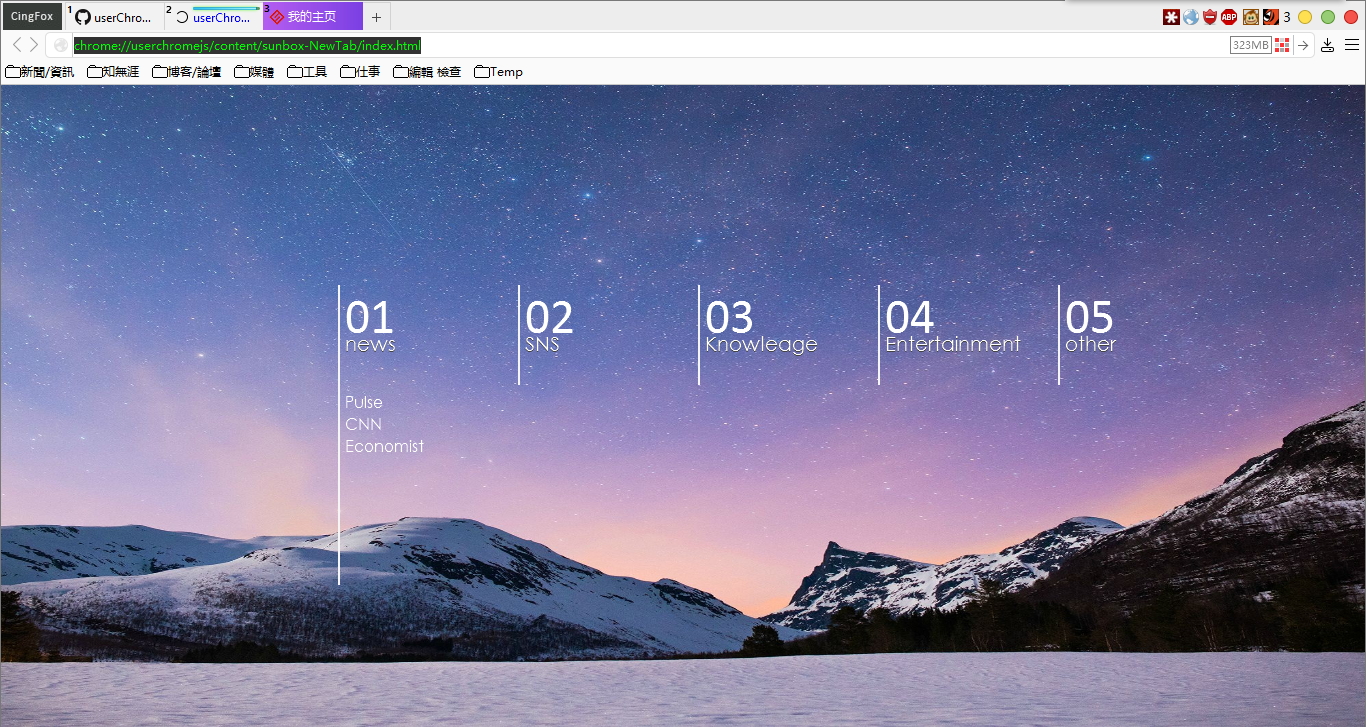 CingFox
1 userChro...
2 userChro...
3 我的主页
+
ABP
3
chrome://userchromejs/content/sunbox-NewTab/index.html
323MB
新聞/資訊 知無涯 博客/論壇 媒體 工具 仕事 編輯 檢查 Temp
01 02 03 04 05
news SNS Knowleage Entertainment other
Pulse
CNN
Economist